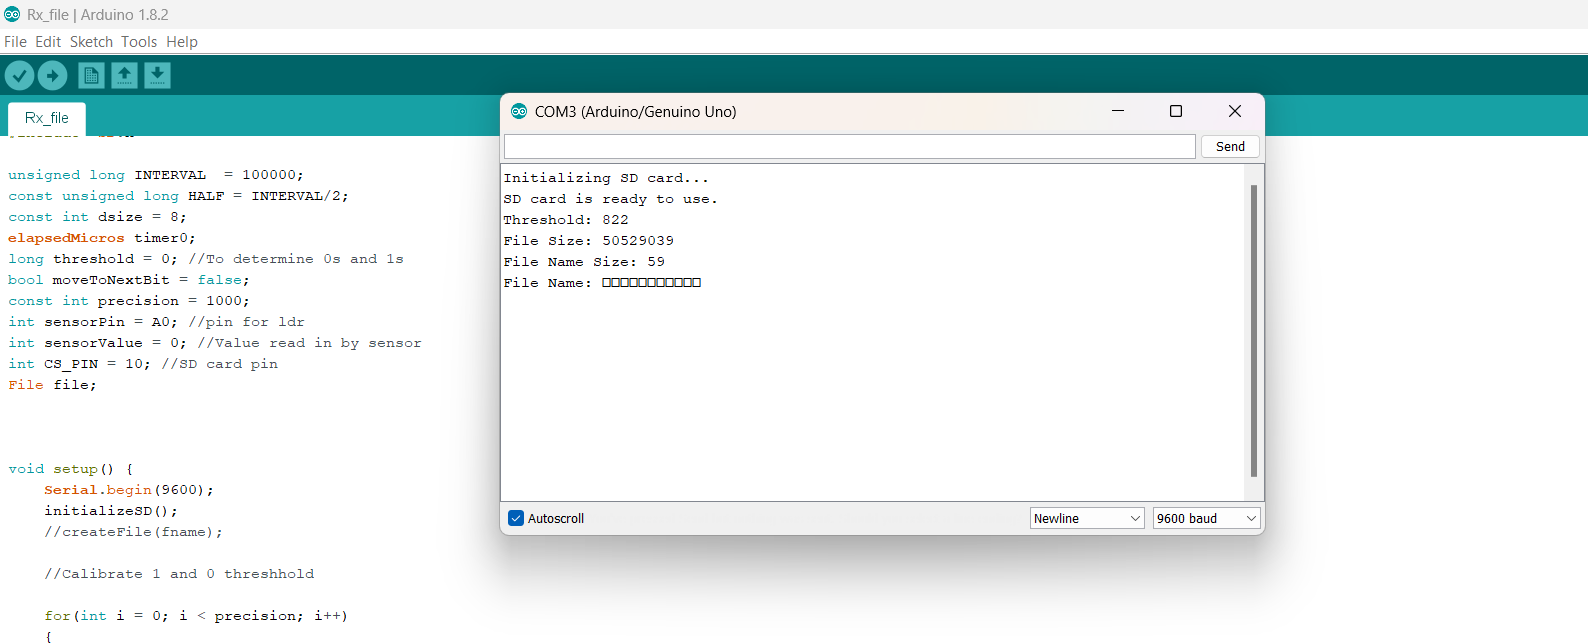 Rx_file | Arduino 1.8.2
File Edit Sketch Tools Help
Rx_file
unsigned long INTERVAL  = 100000;
const unsigned long HALF = INTERVAL/2;
const int dsize = 8;
elapsedMicros timer0;
long threshold = 0; //To determine 0s and 1s
bool moveToNextBit = false;
const int precision = 1000;
int sensorPin = A0; //pin for ldr
int sensorValue = 0; //Value read in by sensor
int CS_PIN = 10; //SD card pin
File file;
void setup() {
Serial.begin(9600);
initializeSD();
//createFile(fname);
//Calibrate 1 and 0 threshhold
for(int i = 0; i < precision; i++)
{
COM3 (Arduino/Genuino Uno)
Send
Initializing SD card...
SD card is ready to use.
Threshold: 822
File Size: 50529039
File Name Size: 59
File Name: □□□□□□□□□□□
Autoscroll
Newline
9600 baud